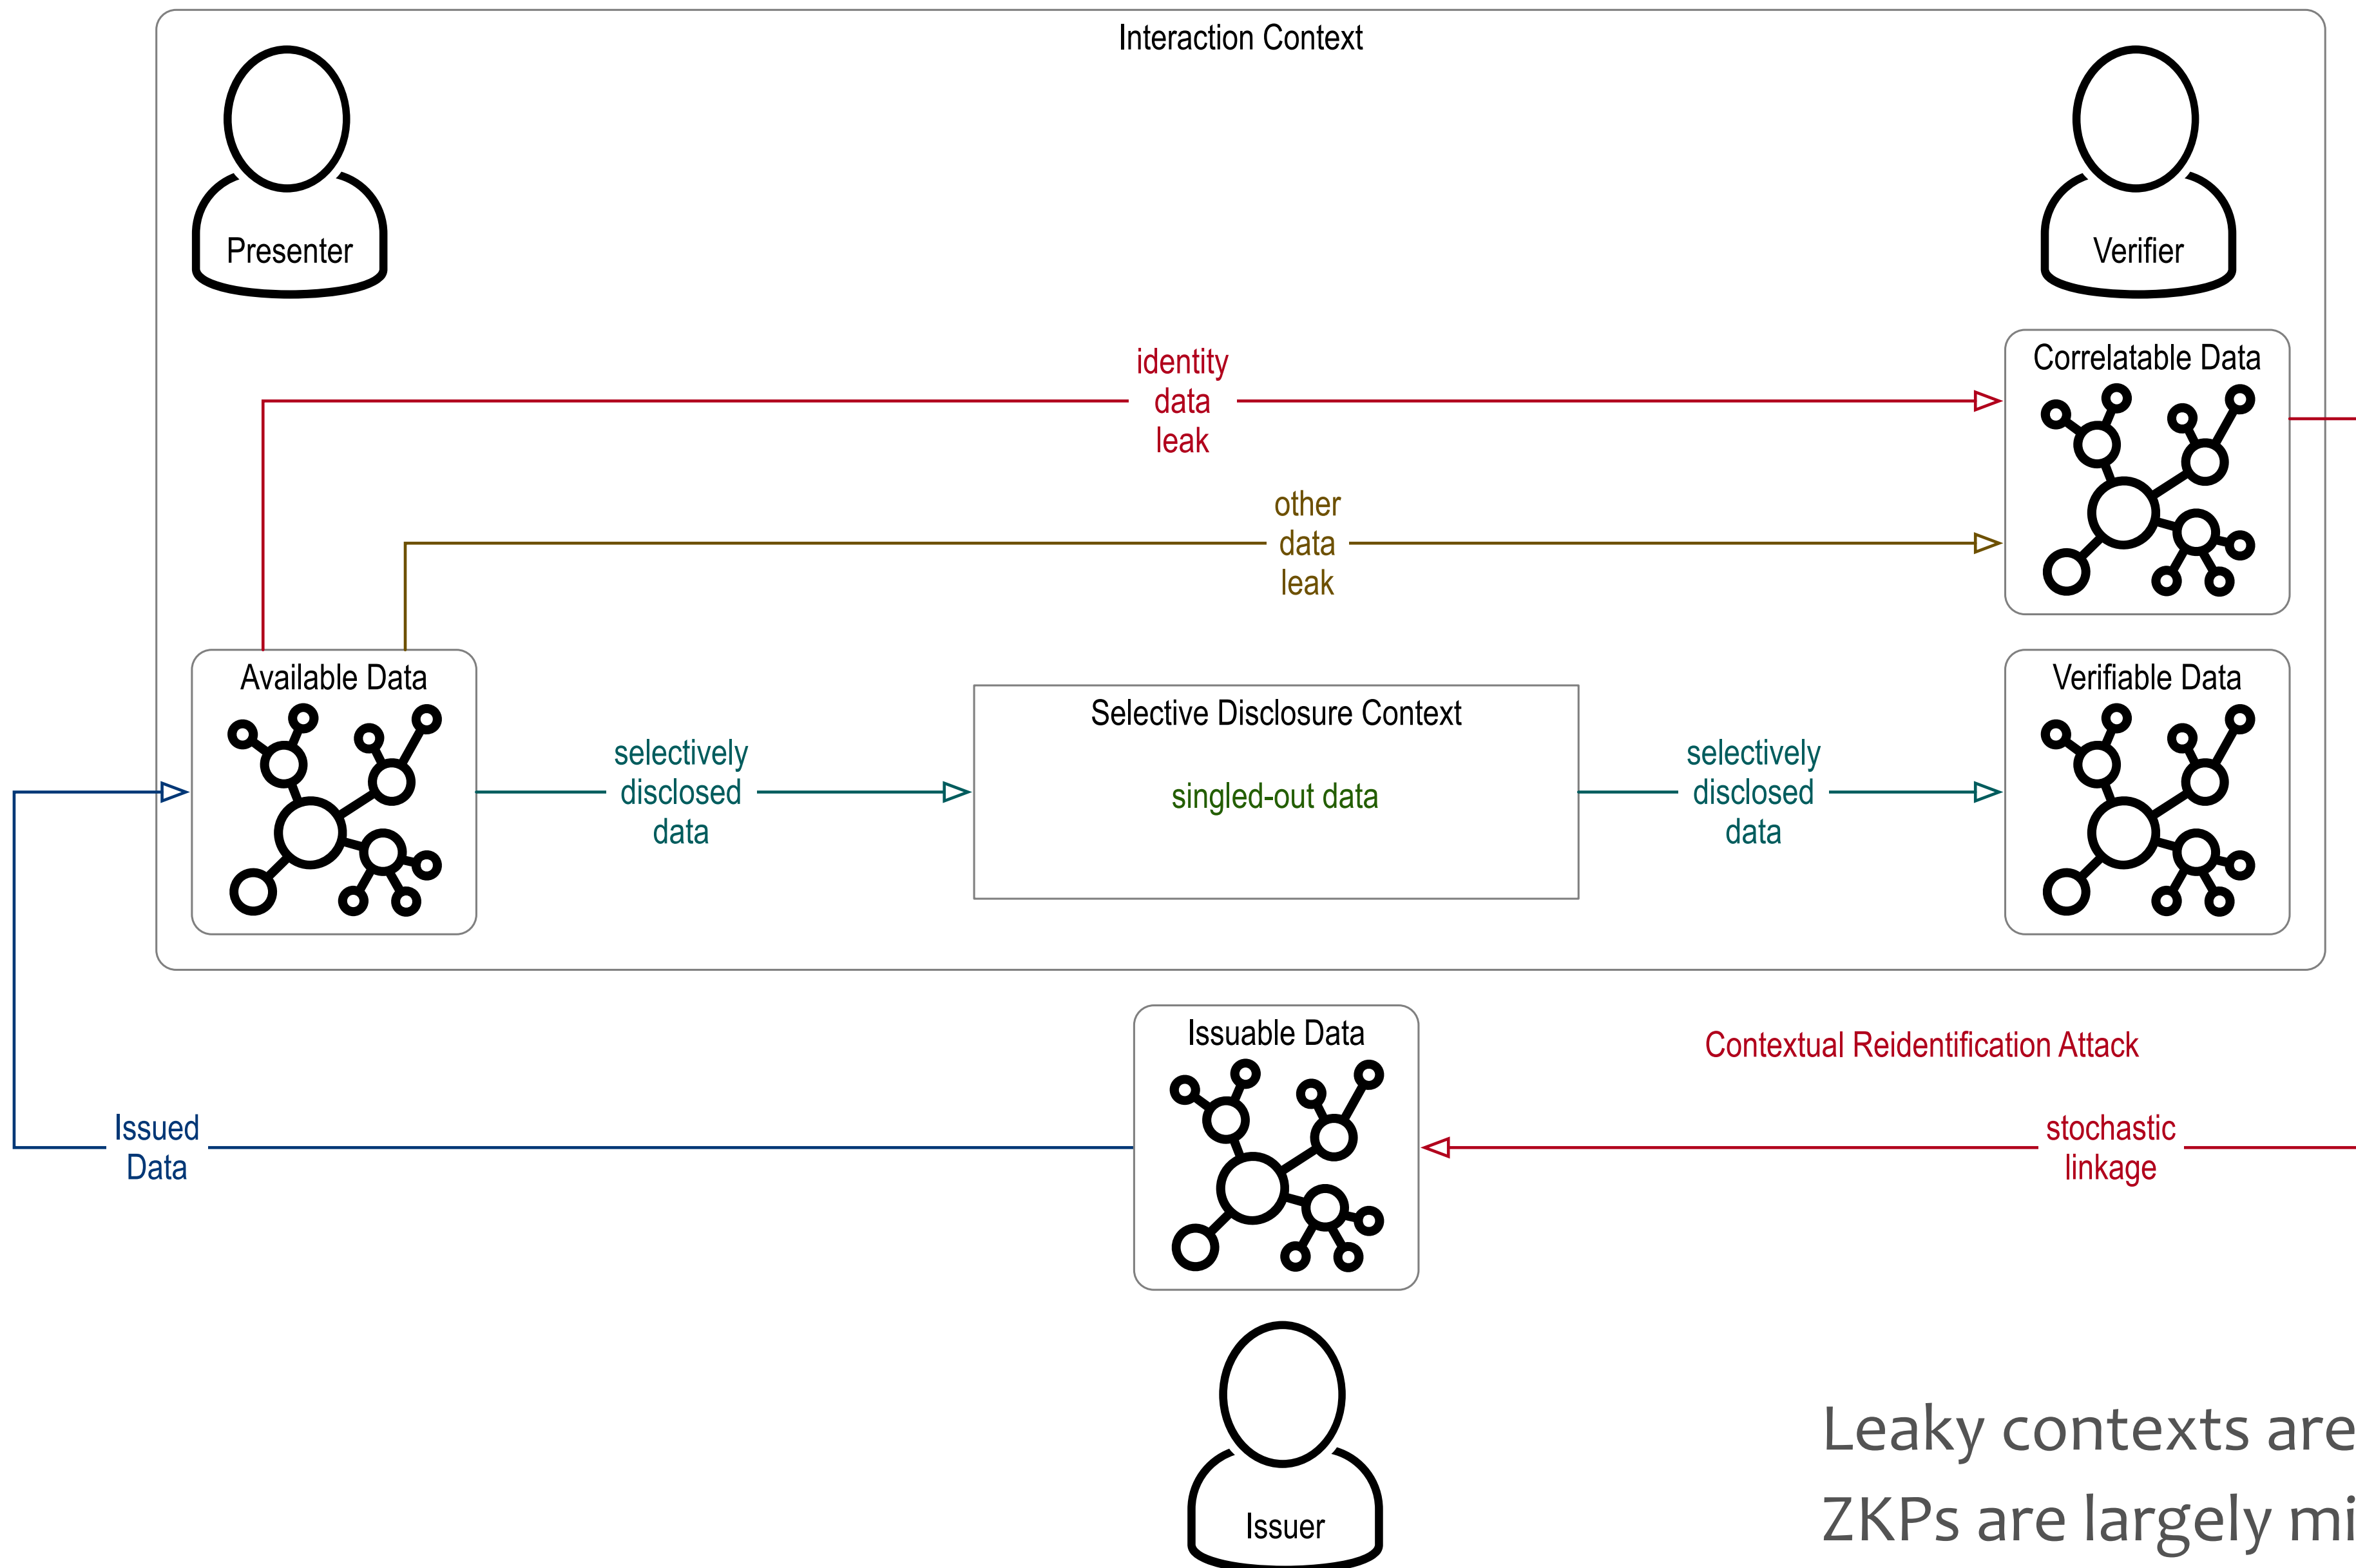 Interaction Context
Presenter
Verifier
identity
data
leak
Correlatable Data
other
data
leak
Available Data
selectively
disclosed
data
Selective Disclosure Context
singled-out data
selectively
disclosed
data
Verifiable Data
Issued
Data
Issuable Data
Contextual Reidentification Attack
stochastic
linkage
Issuer
Leaky contexts are
ZKPs are largely